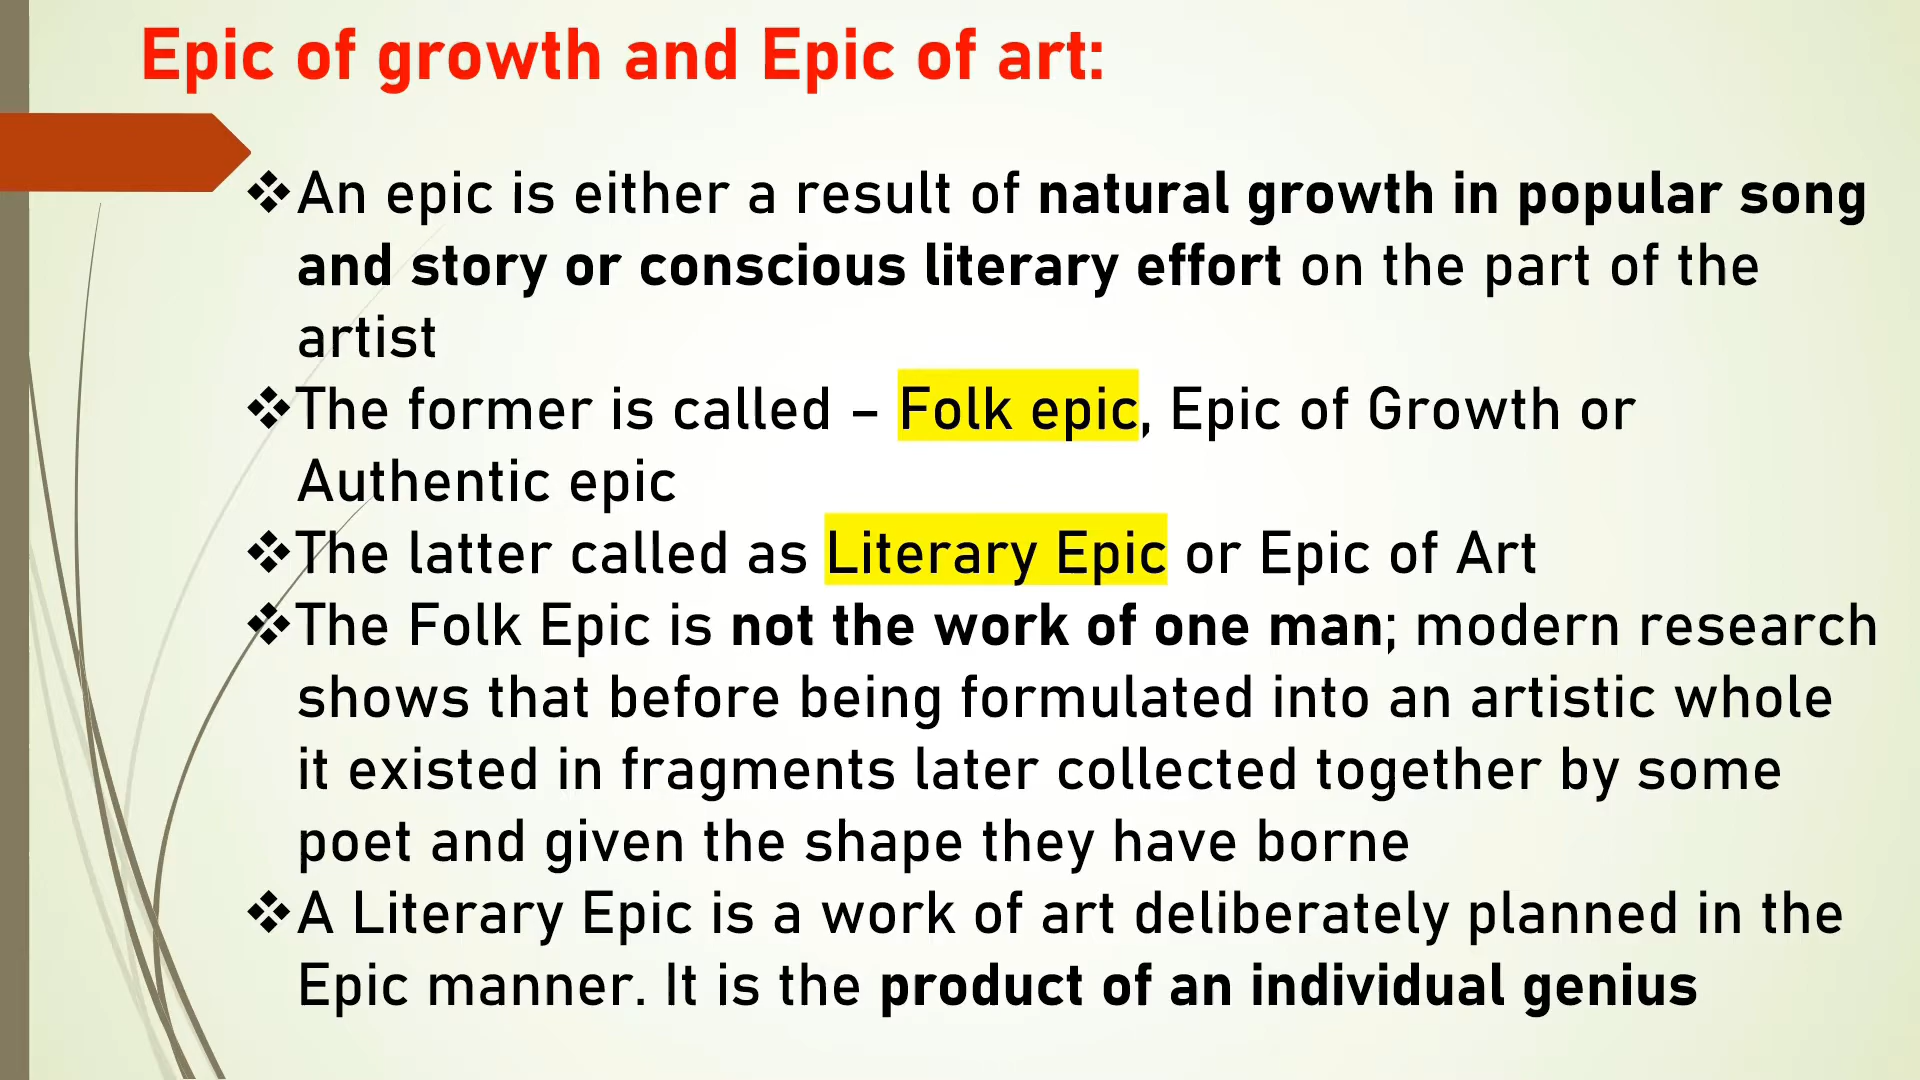 Epic of growth and Epic of art:
❖An epic is either a result of natural growth in popular song
and story or conscious literary effort on the part of the
artist
❖The former is called – Folk epic, Epic of Growth or
Authentic epic
❖The latter called as Literary Epic or Epic of Art
❖The Folk Epic is not the work of one man; modern research
shows that before being formulated into an artistic whole
it existed in fragments later collected together by some
poet and given the shape they have borne
❖A Literary Epic is a work of art deliberately planned in the
Epic manner. It is the product of an individual genius